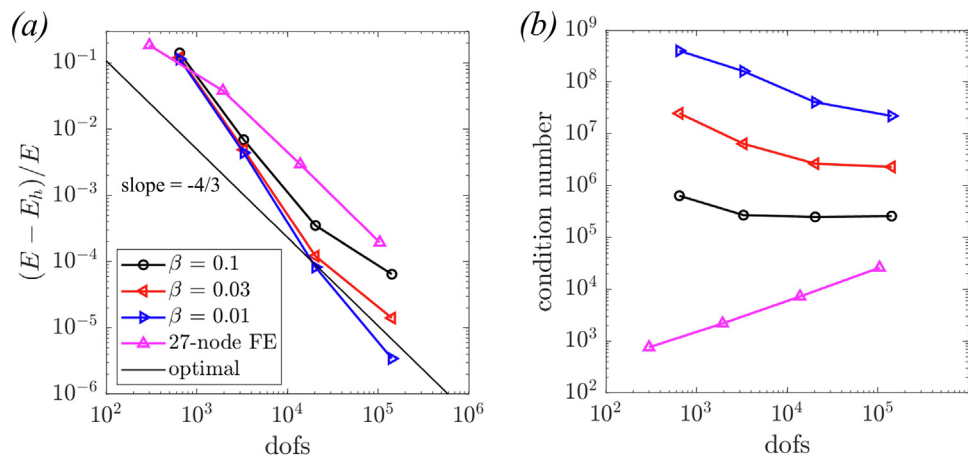 (a)
10^{-1}
10^{-2}
10^{-3}
10^{-4}
10^{-5}
10^{-6}
(E − E_h)/E
slope = -4/3
β = 0.1
β = 0.03
β = 0.01
27-node FE
optimal
10^2 10^3 10^4 10^5 10^6
dofs
(b)
10^9
10^8
10^7
10^6
10^5
10^4
10^3
10^2
condition number
10^2 10^3 10^4 10^5
dofs